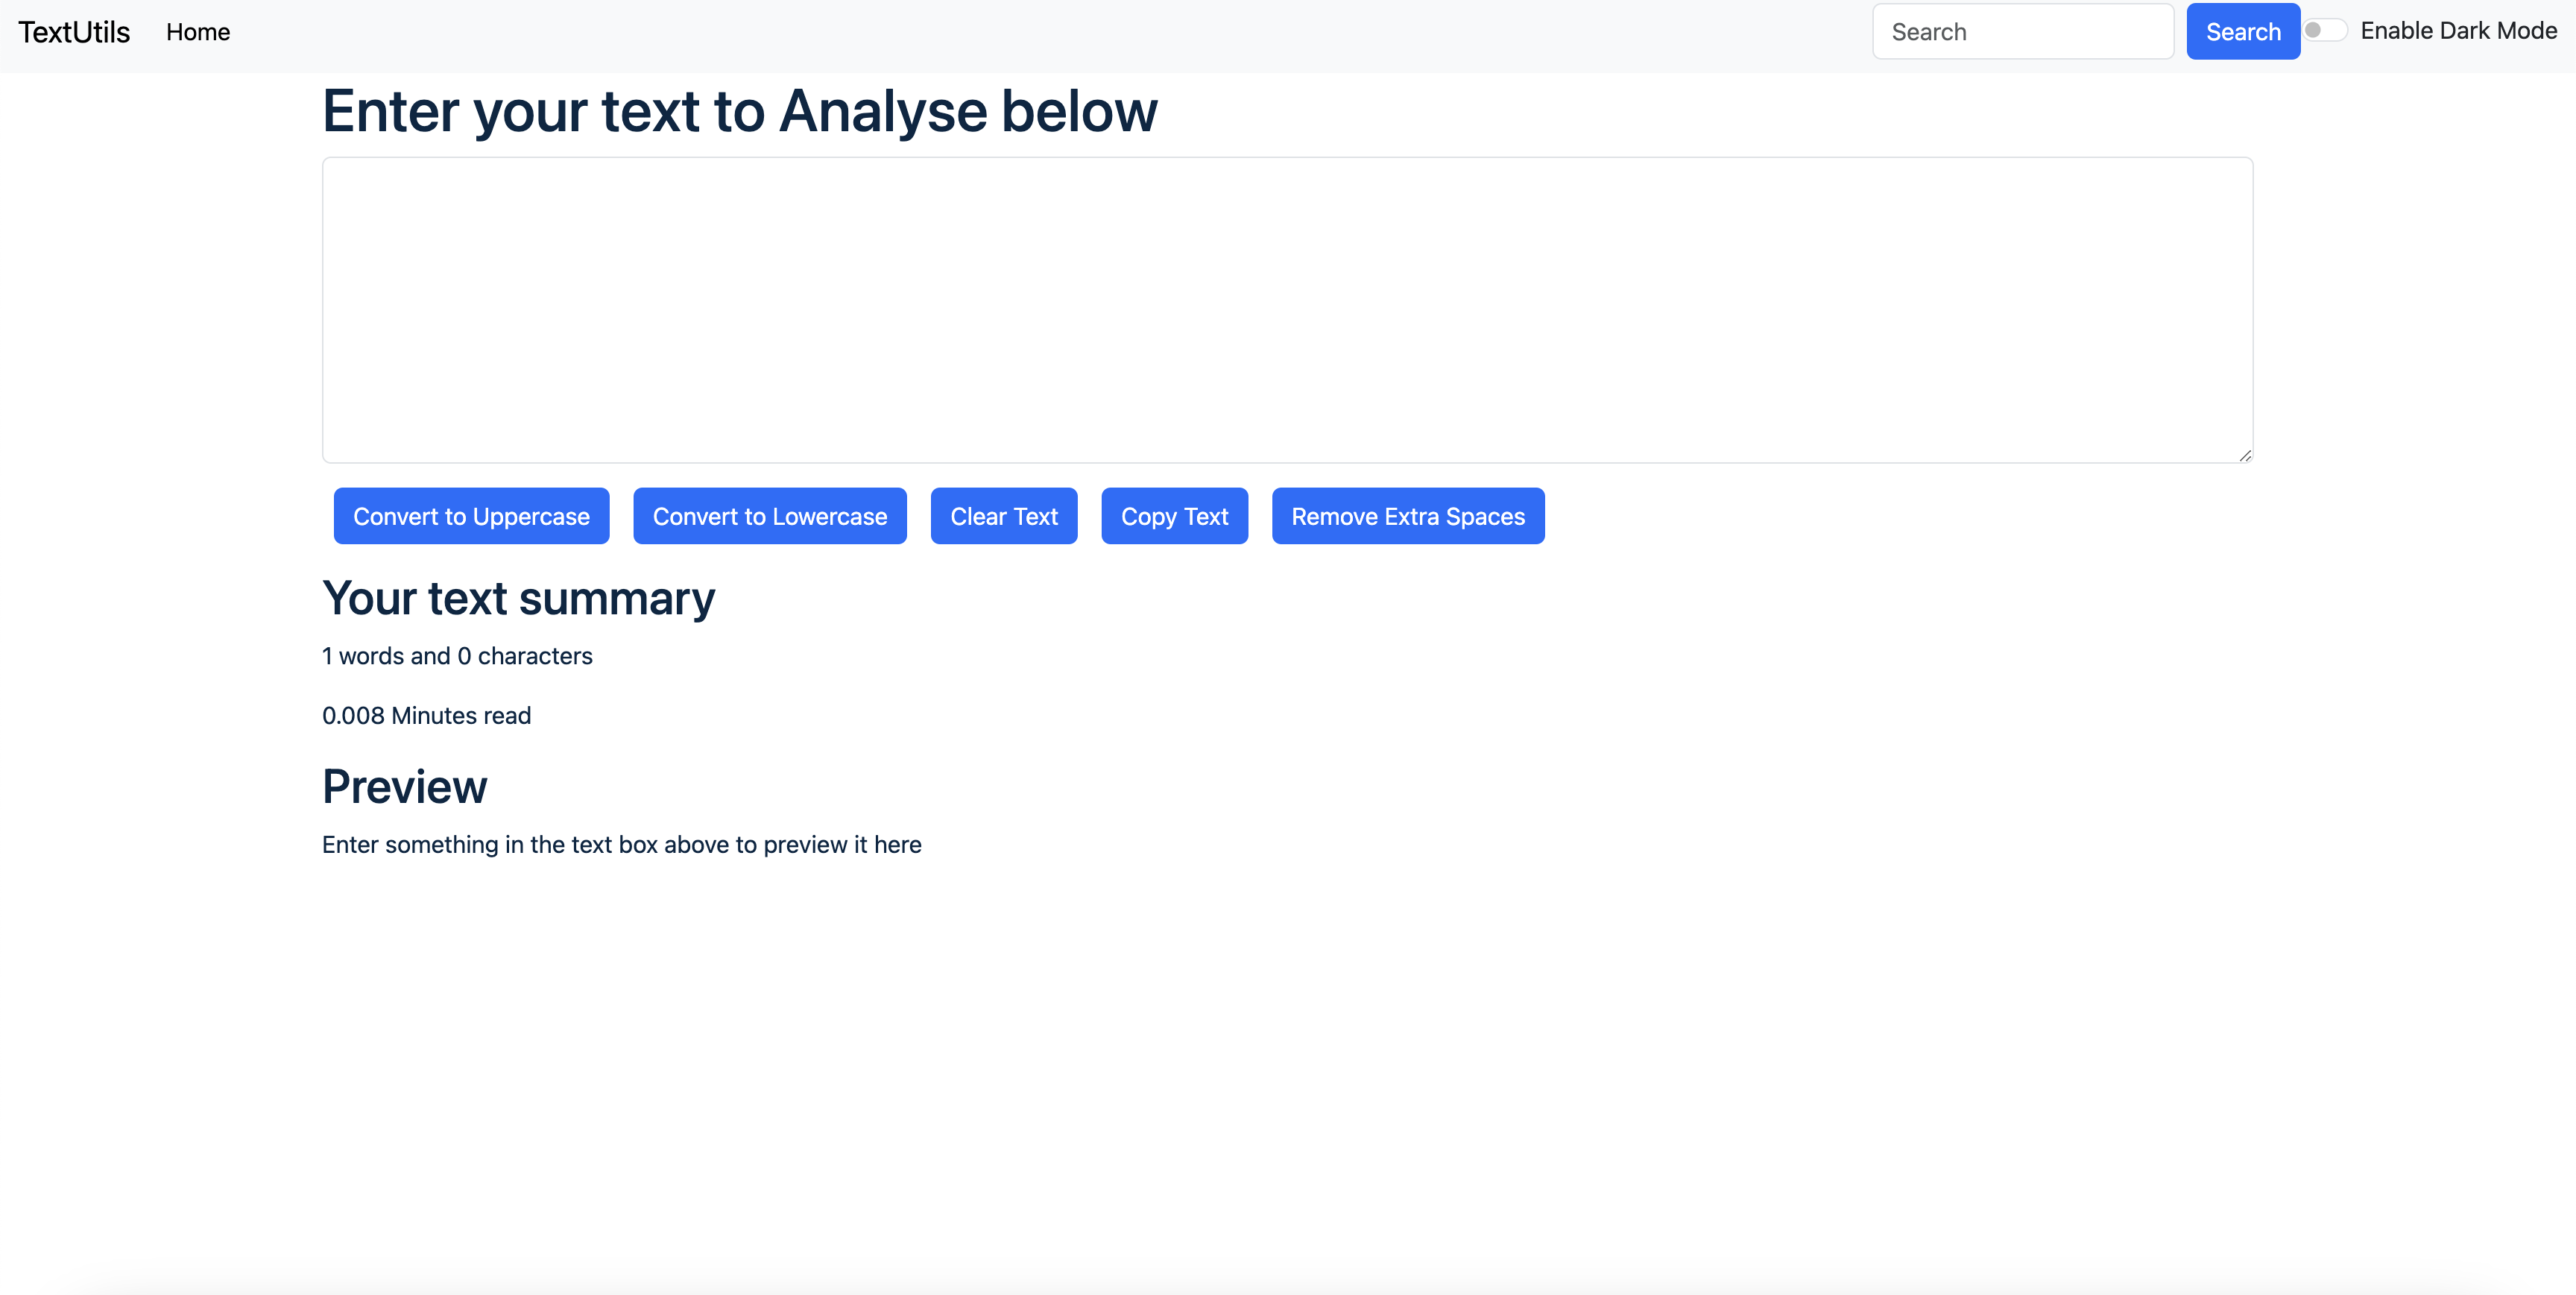 TextUtils Home Search Search Enable Dark Mode
Enter your text to Analyse below
Convert to Uppercase Convert to Lowercase Clear Text Copy Text Remove Extra Spaces
Your text summary
1 words and 0 characters
0.008 Minutes read
Preview
Enter something in the text box above to preview it here